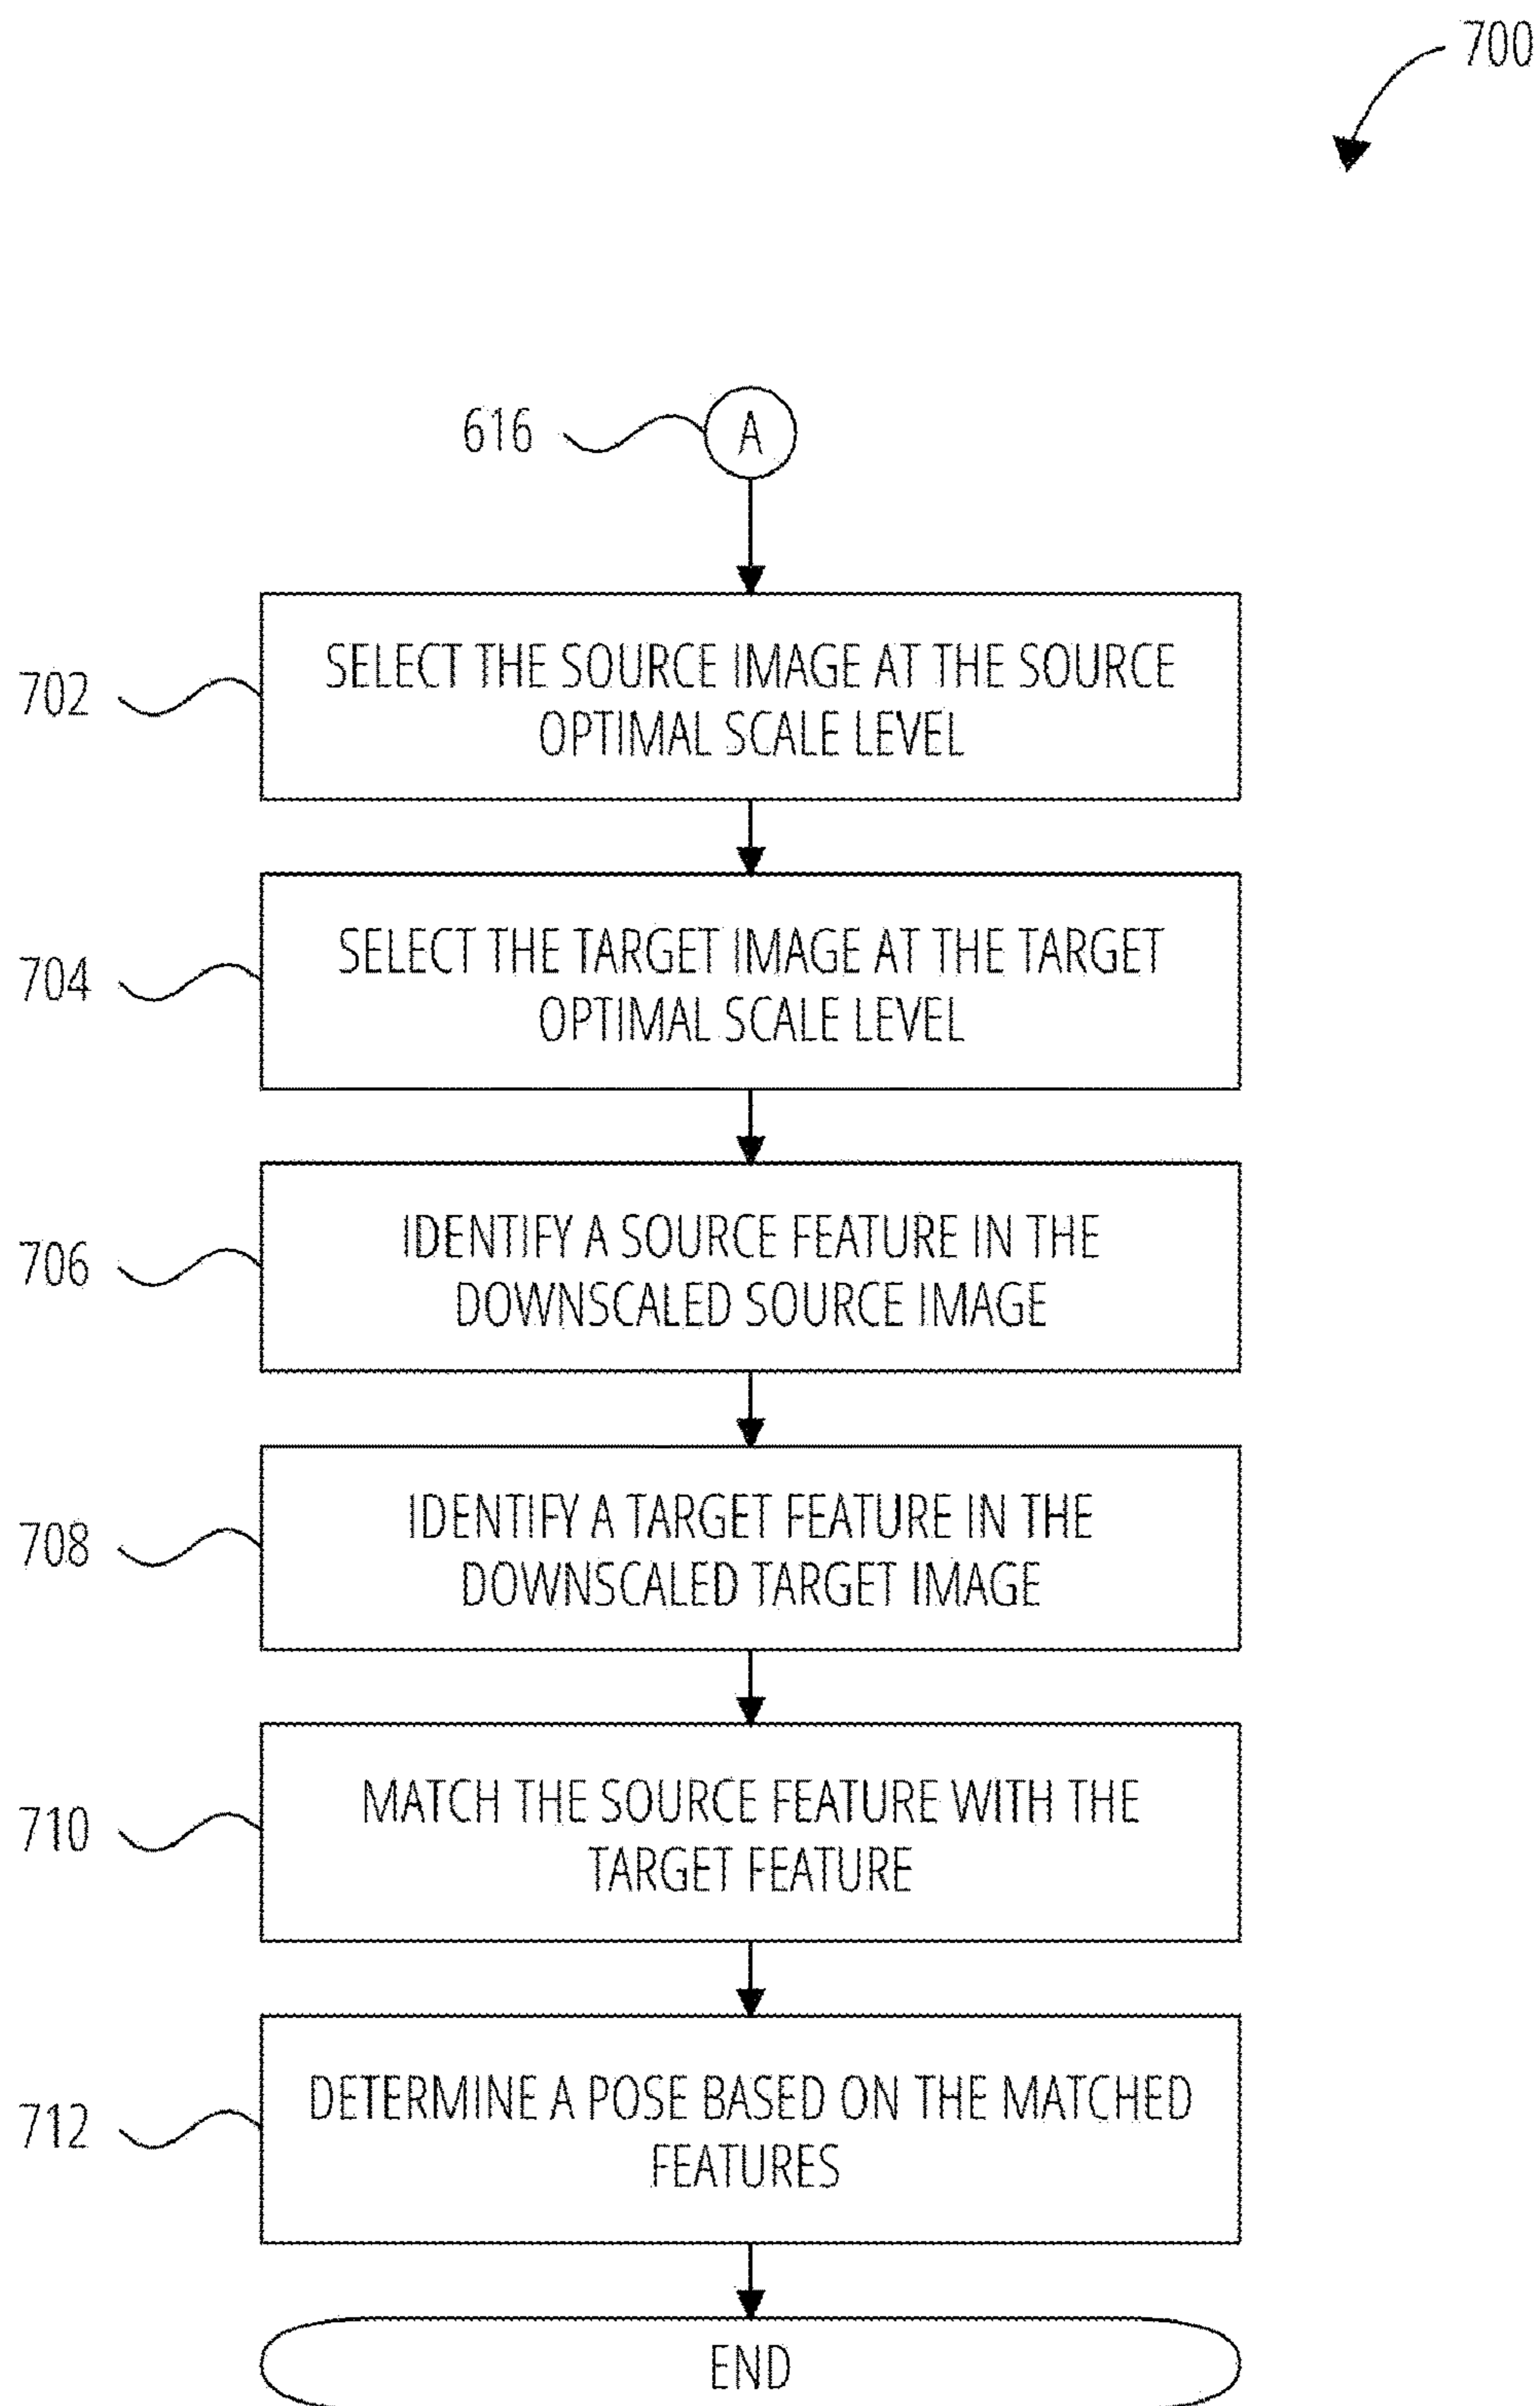 700
616
A
702
SELECT THE SOURCE IMAGE AT THE SOURCE
OPTIMAL SCALE LEVEL
704
SELECT THE TARGET IMAGE AT THE TARGET
OPTIMAL SCALE LEVEL
706
IDENTIFY A SOURCE FEATURE IN THE
DOWNSCALED SOURCE IMAGE
708
IDENTIFY A TARGET FEATURE IN THE
DOWNSCALED TARGET IMAGE
710
MATCH THE SOURCE FEATURE WITH THE
TARGET FEATURE
712
DETERMINE A POSE BASED ON THE MATCHED
FEATURES
END